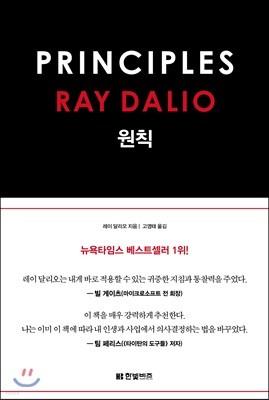 PRINCIPLES
RAY DALIO
원칙
레이 달리오 지음 | 고영태 옮김
뉴욕타임스 베스트셀러 1위!
레이 달리오는 내게 바로 적용할 수 있는 귀중한 지침과 통찰력을 주었다.
— 빌 게이츠(마이크로소프트 전 회장)
이 책을 매우 강력하게 추천한다.
나는 이미 이 책에 따라 내 인생과 사업에서 의사결정하는 법을 바꾸었다.
— 팀 페리스(《타이탄의 도구들》 저자)
한빛비즈
yes24